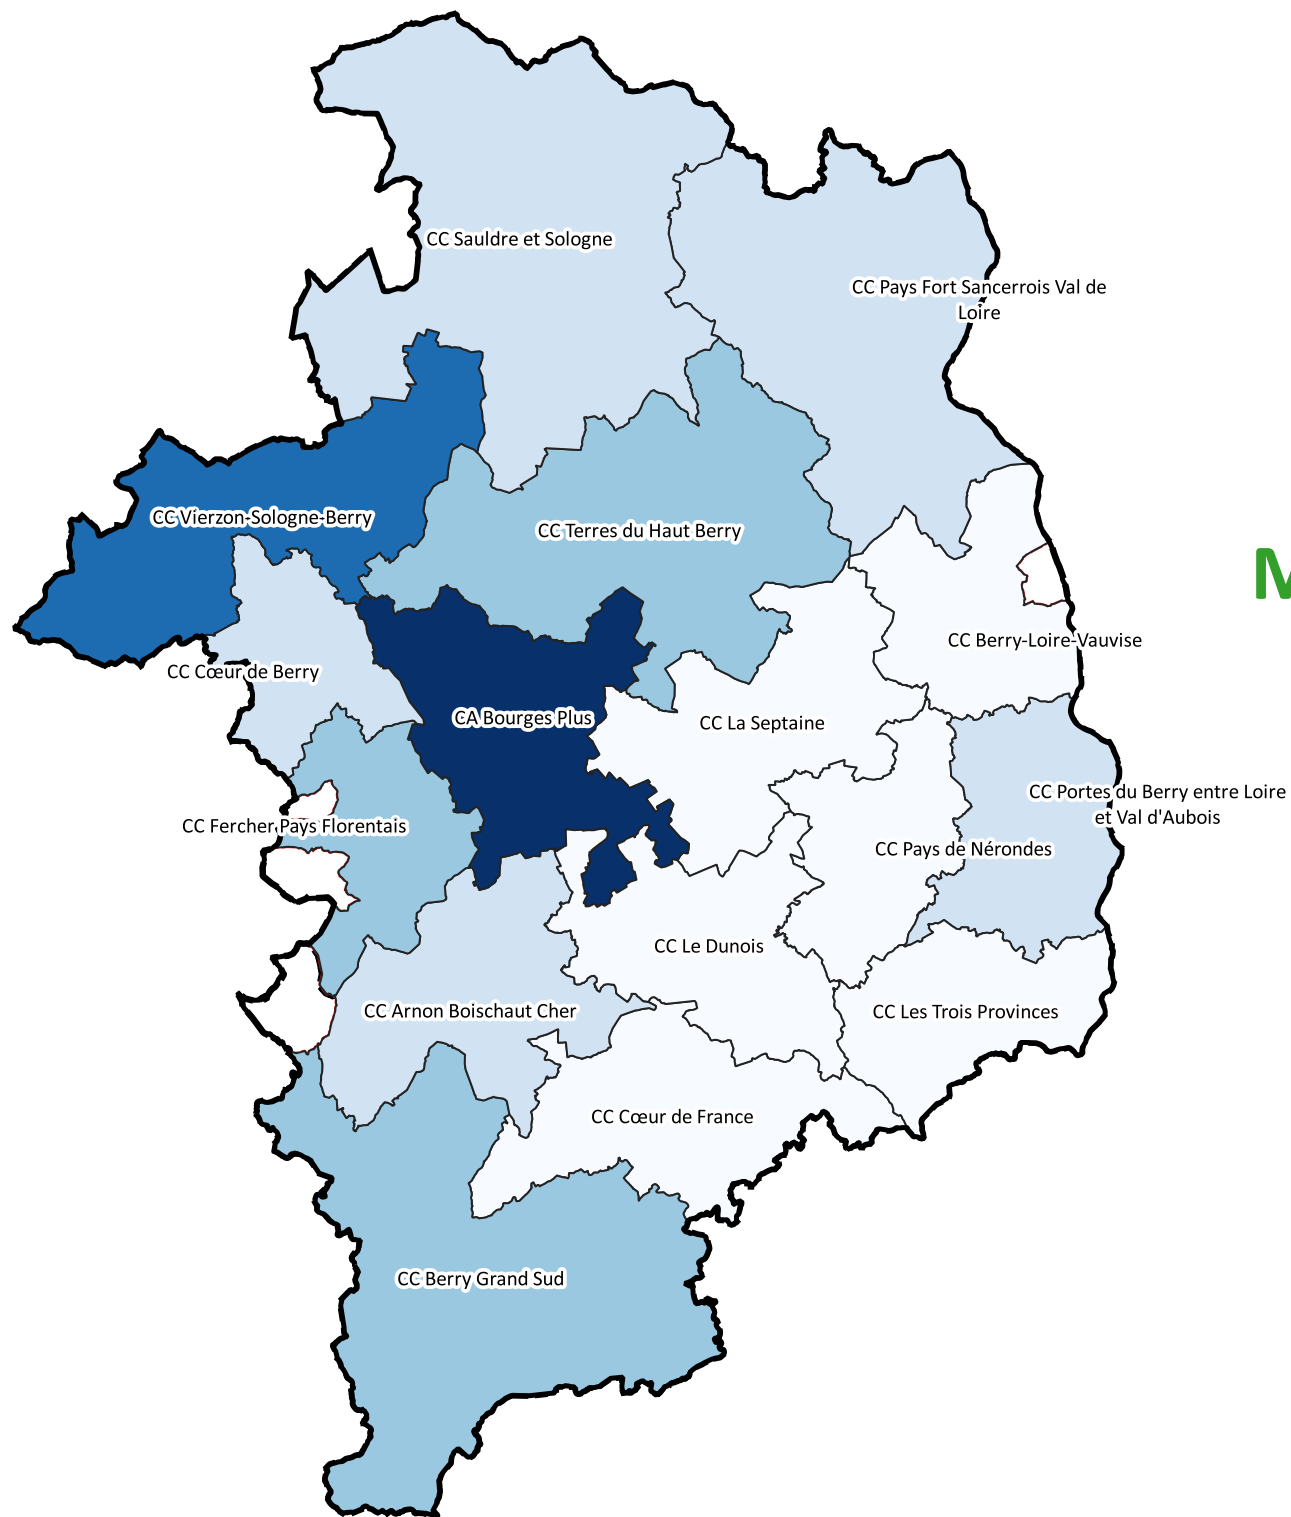 CC Sauldre et Sologne
CC Pays Fort Sancerrois Val de
Loire
CC Vierzon-Sologne-Berry
CC Terres du Haut Berry
M
CC Berry-Loire-Vauvise
CC Cœur de Berry
CA Bourges Plus
CC La Septaine
CC Portes du Berry entre Loire
et Val d'Aubois
CC Fercher Pays Florentais
CC Pays de Nérondes
CC Le Dunois
CC Arnon Boischaut Cher
CC Les Trois Provinces
CC Cœur de France
CC Berry Grand Sud